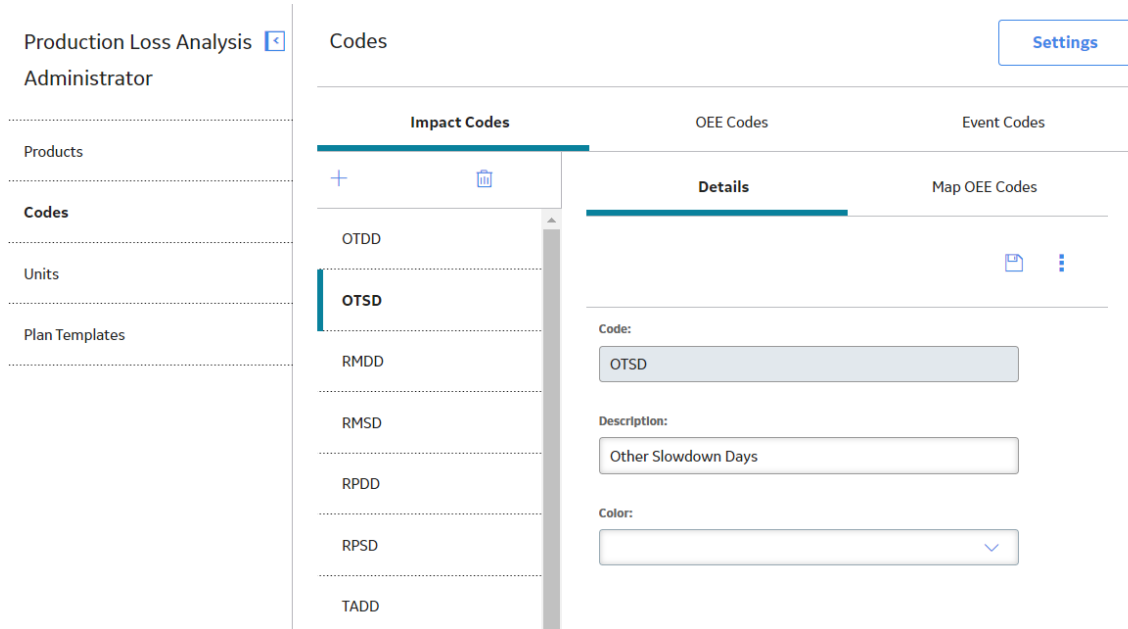 Production Loss Analysis
Administrator
Products
Codes
Units
Plan Templates
Codes
Settings
Impact Codes
OEE Codes
Event Codes
OTDD
OTSD
RMDD
RMSD
RPDD
RPSD
TADD
Details
Map OEE Codes
Code:
OTSD
Description:
Other Slowdown Days
Color: